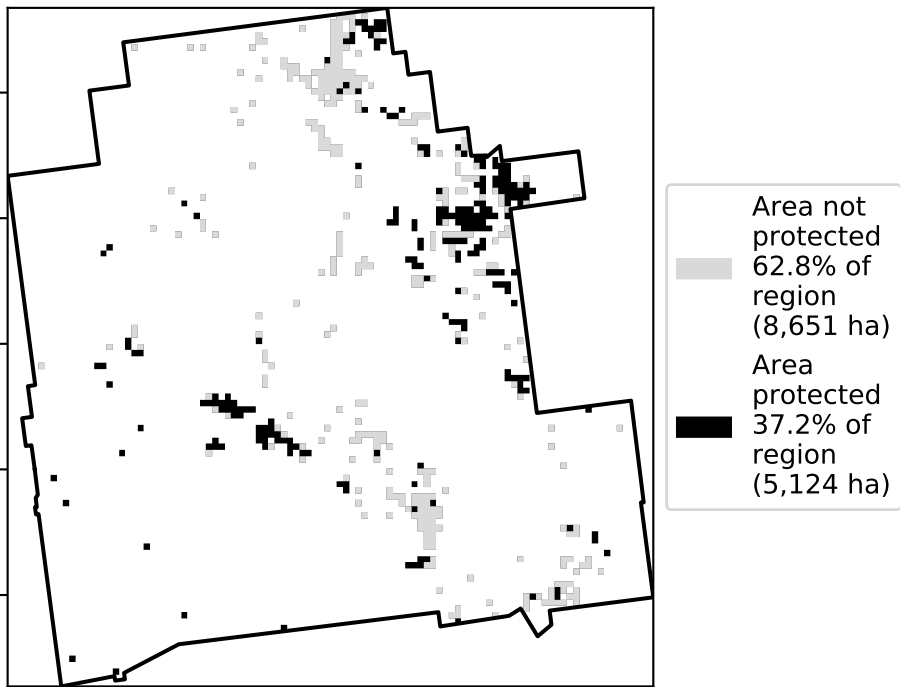 Area not
protected
62.8% of
region
(8,651 ha)
Area
protected
37.2% of
region
(5,124 ha)